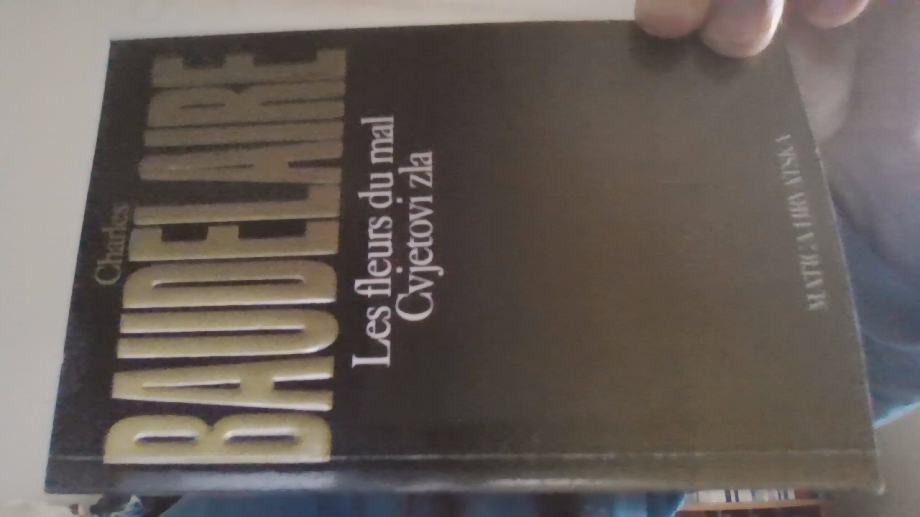 Charles
BAUDELAIRE
Les fleurs du mal
Cvjetovi zla
MATICA HRVATSKA